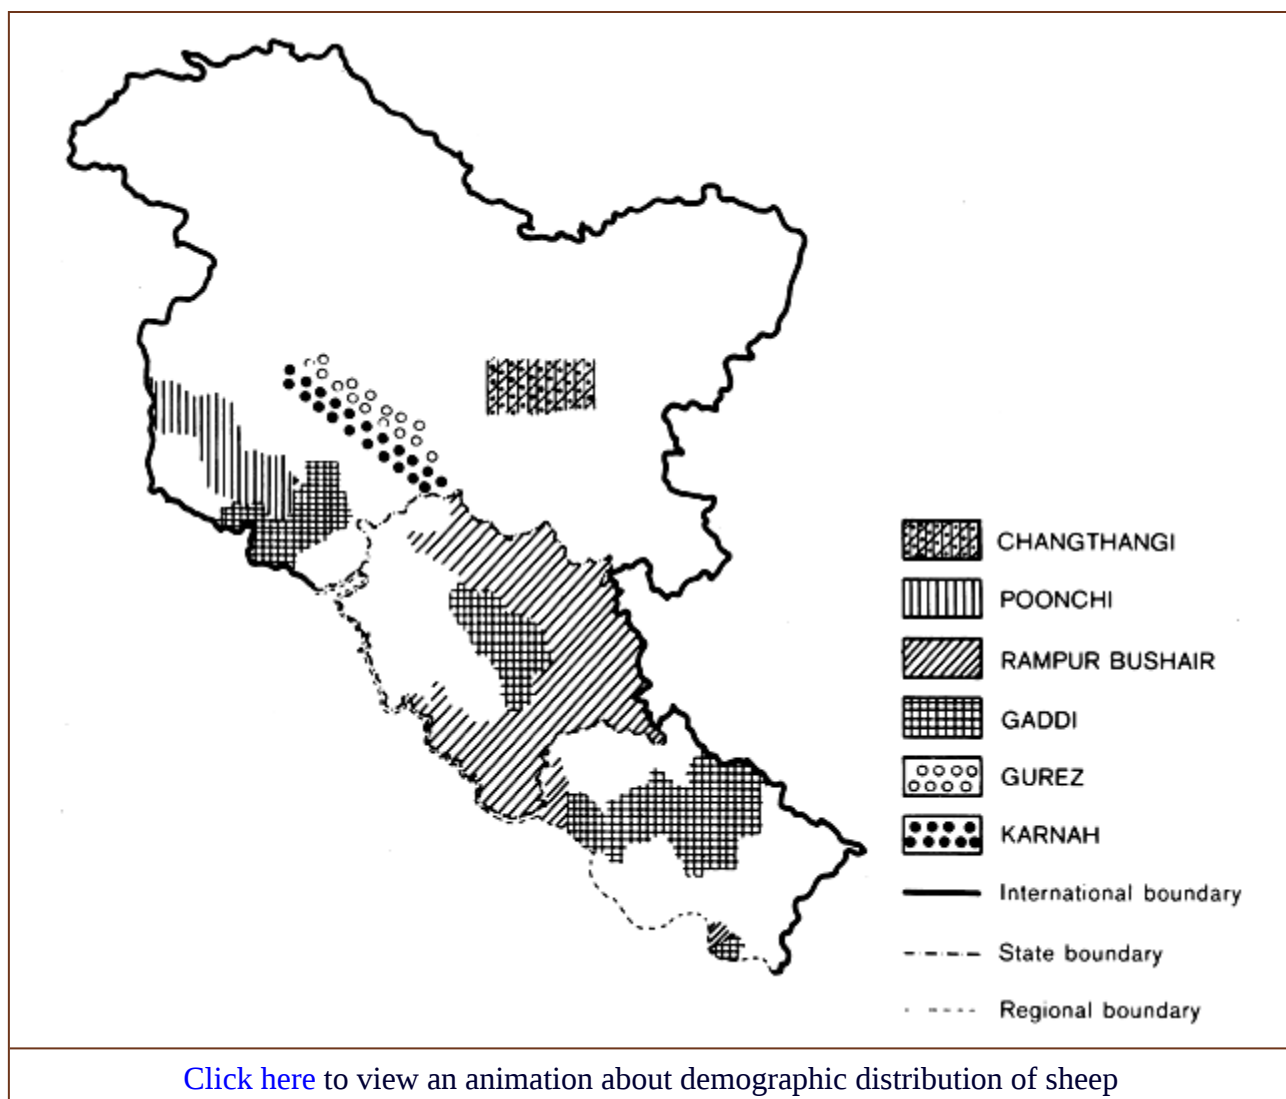 CHANGTHANGI
POONCHI
RAMPUR BUSHAIR
GADDI
GUREZ
KARNAH
International boundary
State boundary
Regional boundary
Click here to view an animation about demographic distribution of sheep